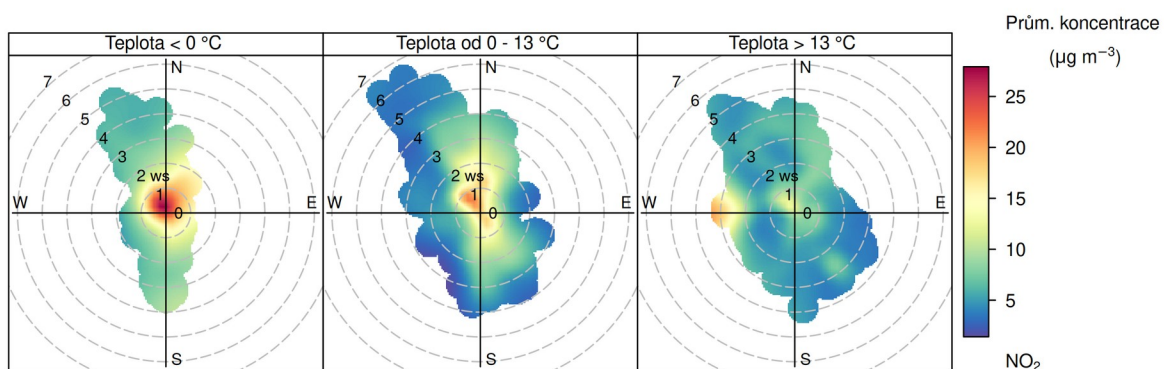 Teplota < 0 °C
N
7
6
5
4
3
2 ws
1
W
0
E
S
Teplota od 0 - 13 °C
N
7
6
5
4
3
2 ws
1
W
0
E
S
Teplota > 13 °C
N
7
6
5
4
3
2 ws
1
W
0
E
S
Prům. koncentrace
(µg m⁻³)
25
20
15
10
5
NO₂